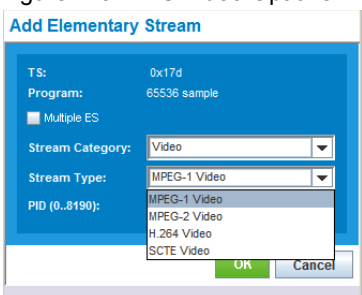 Add Elementary Stream
TS: 0x17d
Program: 65536 sample
Multiple ES
Stream Category: Video
Stream Type: MPEG-1 Video
PID (0..8190):
MPEG-1 Video
MPEG-2 Video
H.264 Video
SCTE Video
OK Cancel